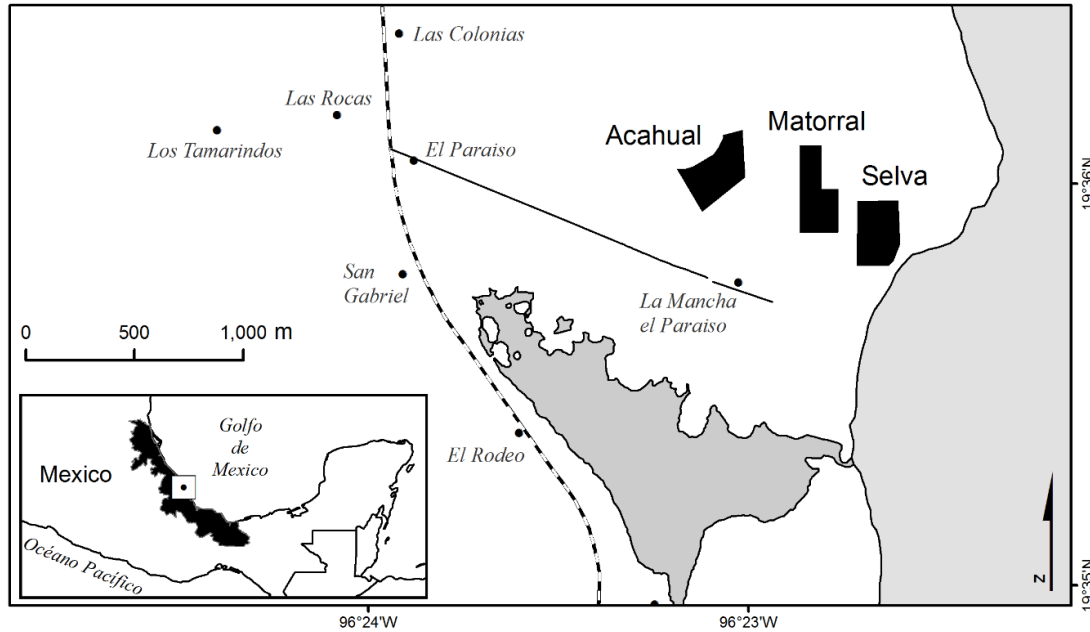 Las Colonias
Las Rocas
Los Tamarindos
El Paraiso
Acahual
Matorral
Selva
19°36'N
San
Gabriel
La Mancha
el Paraiso
0 500 1,000 m
El Rodeo
Golfo
de
Mexico
Mexico
Océano Pacífico
N
19°35'N
96°24'W
96°23'W